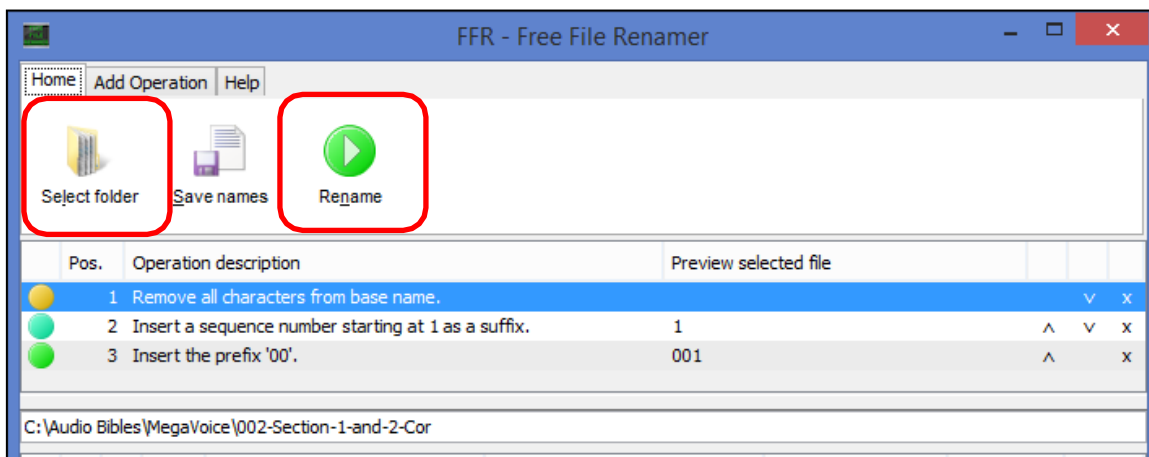 FFR - Free File Renamer
Home Add Operation Help
Select folder Save names Rename
Pos. Operation description Preview selected file
1 Remove all characters from base name. v x
2 Insert a sequence number starting at 1 as a suffix. 1 ^ v x
3 Insert the prefix '00'. 001 ^ x
C:\Audio Bibles\MegaVoice\002-Section-1-and-2-Cor